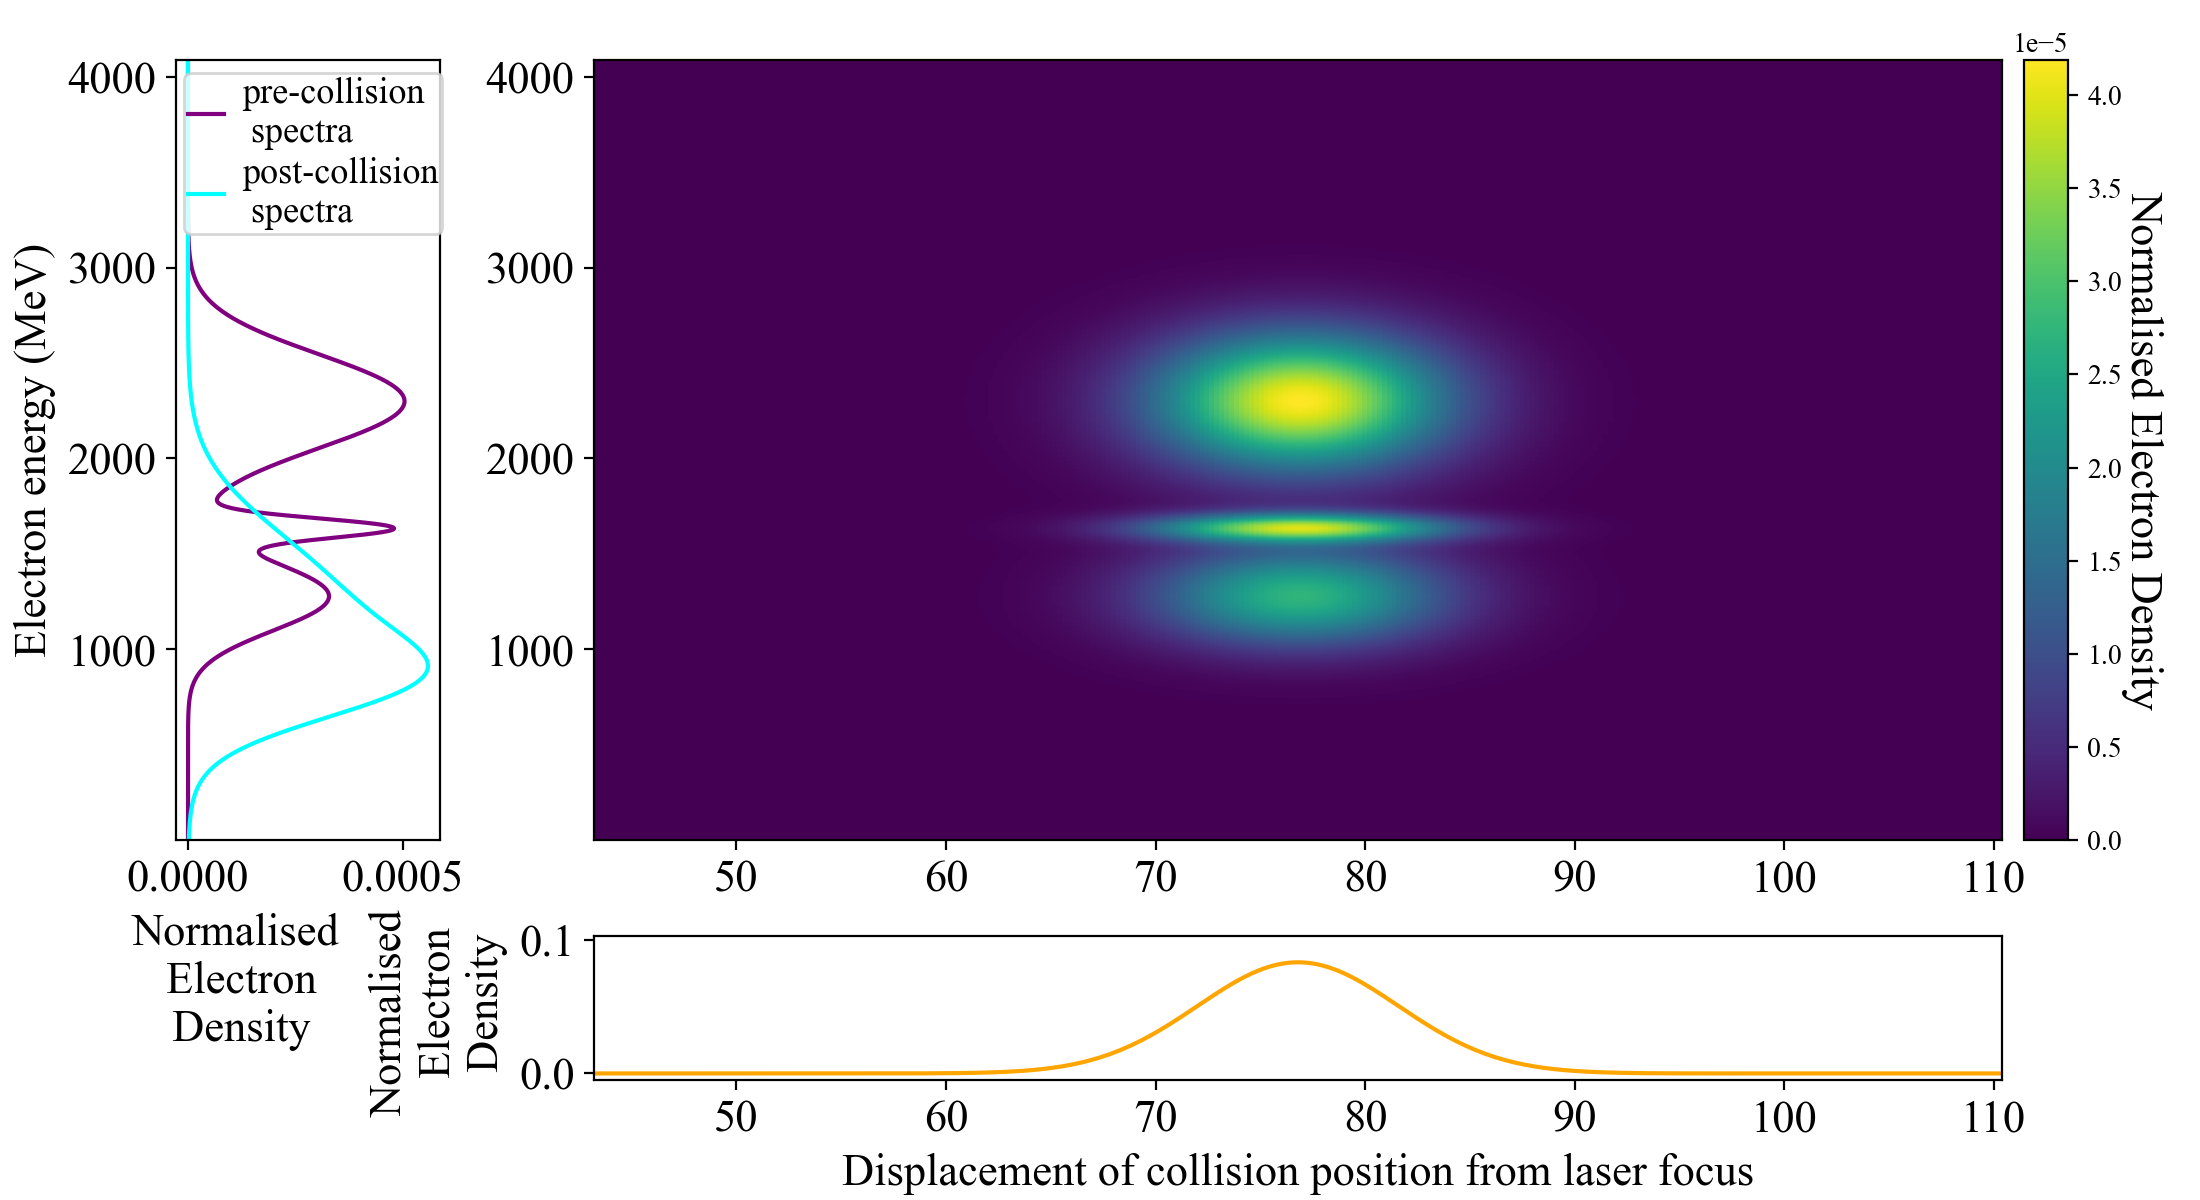 1e−5
4000
3000
2000
1000
Electron energy (MeV)
pre-collision
spectra
post-collision
spectra
0.0000
0.0005
Normalised
Electron
Density
4000
3000
2000
1000
50
60
70
80
90
100
110
4.0
3.5
3.0
2.5
2.0
1.5
1.0
0.5
0.0
Normalised Electron Density
Normalised
Electron
Density
0.1
0.0
50
60
70
80
90
100
110
Displacement of collision position from laser focus